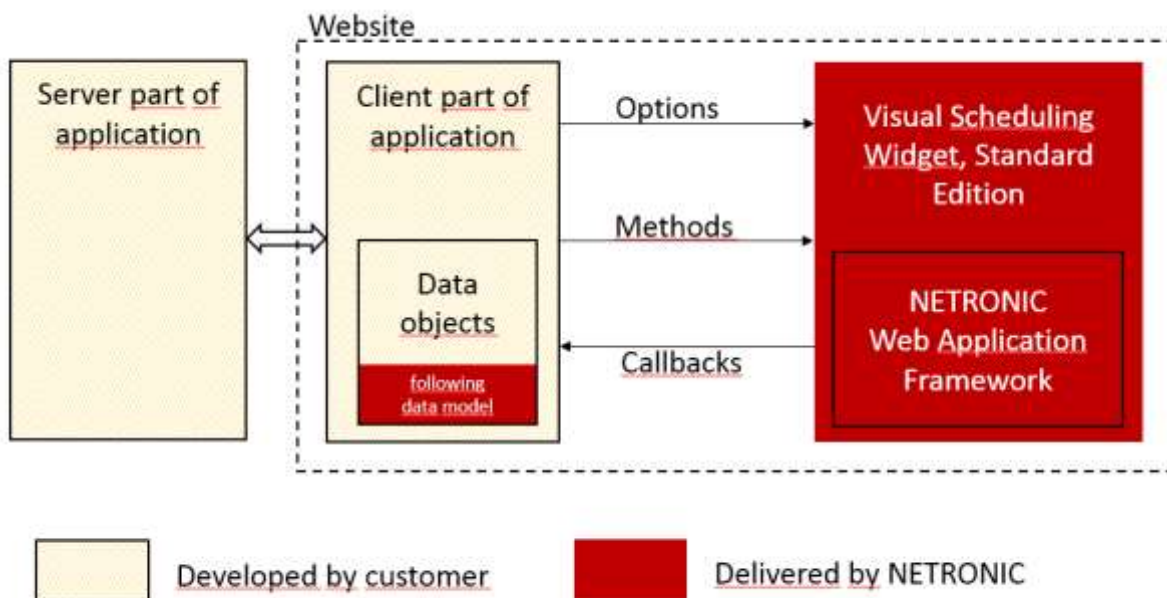 Website
Server part of
application
Client part of
application
Options
Methods
Callbacks
Data
objects
following
data model
Visual Scheduling
Widget, Standard
Edition
NETRONIC
Web Application
Framework
Developed by customer
Delivered by NETRONIC